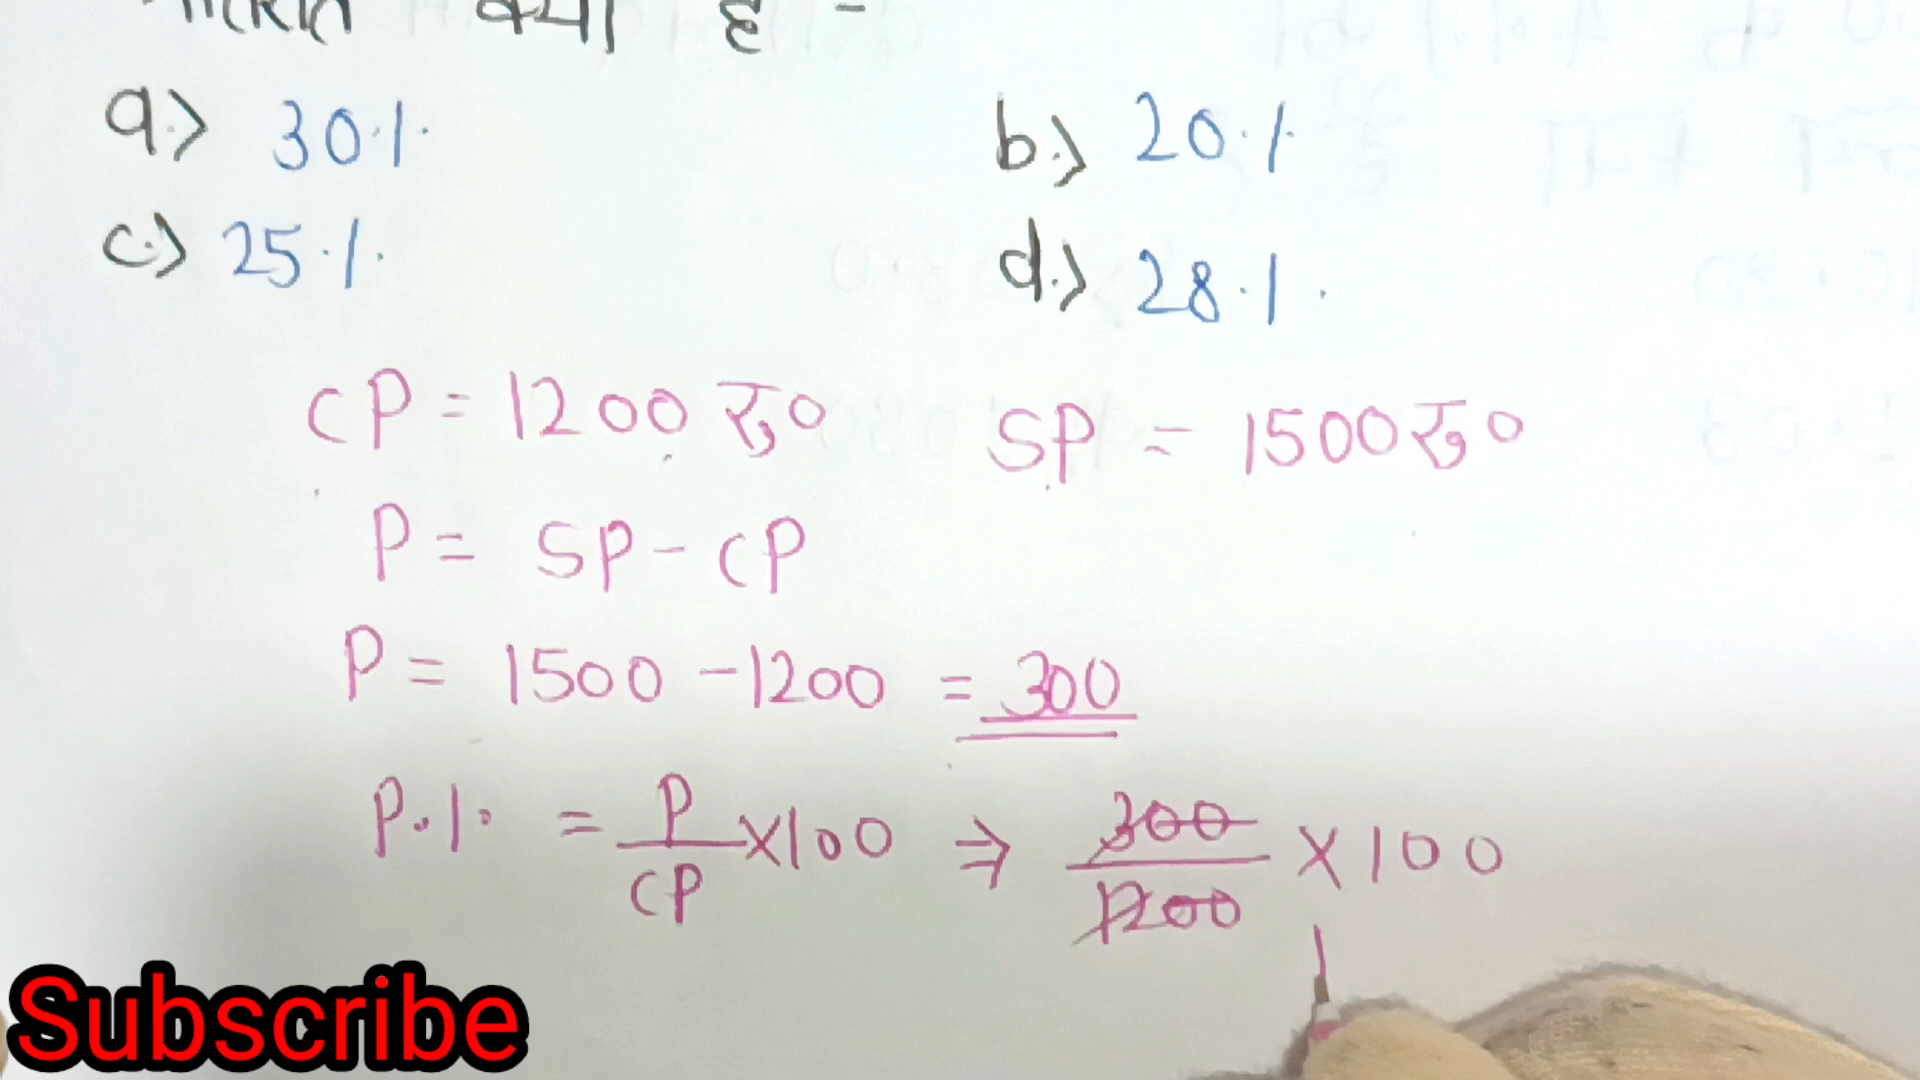 क्या है -
a.) 30%
b.) 20%
c.) 25%
d.) 28%
CP = 1200 रु०
SP = 1500 रु०
P = SP - CP
P = 1500 - 1200 = 300
P% = P/CP × 100 ⇒ 300/1200 × 100
Subscribe